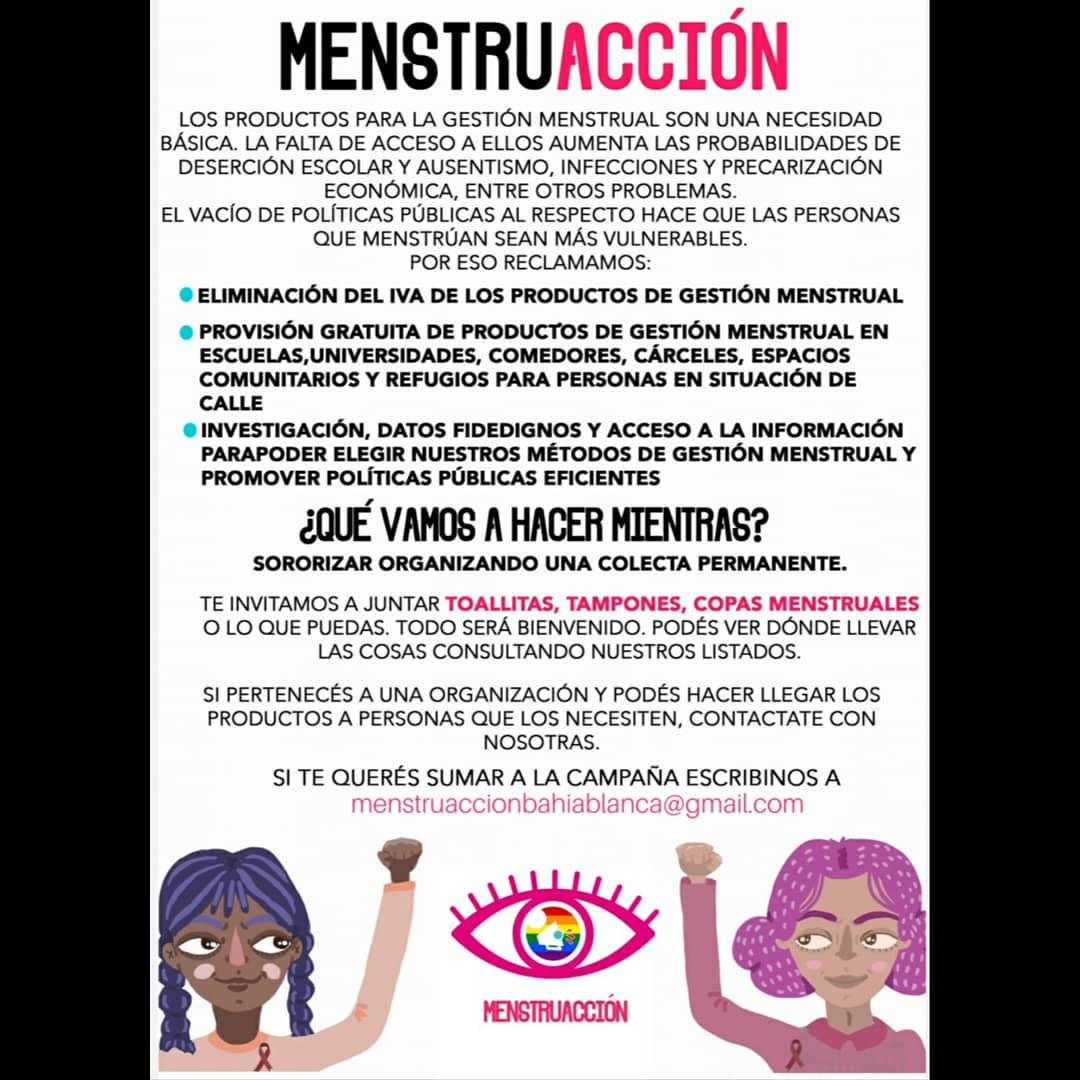 MENSTRUACCIÓN
LOS PRODUCTOS PARA LA GESTIÓN MENSTRUAL SON UNA NECESIDAD
BÁSICA. LA FALTA DE ACCESO A ELLOS AUMENTA LAS PROBABILIDADES DE
DESERCIÓN ESCOLAR Y AUSENTISMO, INFECCIONES Y PRECARIZACIÓN
ECONÓMICA, ENTRE OTROS PROBLEMAS.
EL VACÍO DE POLÍTICAS PÚBLICAS AL RESPECTO HACE QUE LAS PERSONAS
QUE MENSTRÚAN SEAN MÁS VULNERABLES.
POR ESO RECLAMAMOS:
ELIMINACIÓN DEL IVA DE LOS PRODUCTOS DE GESTIÓN MENSTRUAL
PROVISIÓN GRATUITA DE PRODUCTOS DE GESTIÓN MENSTRUAL EN
ESCUELAS,UNIVERSIDADES, COMEDORES, CÁRCELES, ESPACIOS
COMUNITARIOS Y REFUGIOS PARA PERSONAS EN SITUACIÓN DE
CALLE
INVESTIGACIÓN, DATOS FIDEDIGNOS Y ACCESO A LA INFORMACIÓN
PARAPODER ELEGIR NUESTROS MÉTODOS DE GESTIÓN MENSTRUAL Y
PROMOVER POLÍTICAS PÚBLICAS EFICIENTES
¿QUÉ VAMOS A HACER MIENTRAS?
SORORIZAR ORGANIZANDO UNA COLECTA PERMANENTE.
TE INVITAMOS A JUNTAR TOALLITAS, TAMPONES, COPAS MENSTRUALES
O LO QUE PUEDAS. TODO SERÁ BIENVENIDO. PODÉS VER DÓNDE LLEVAR
LAS COSAS CONSULTANDO NUESTROS LISTADOS.
SI PERTENECÉS A UNA ORGANIZACIÓN Y PODÉS HACER LLEGAR LOS
PRODUCTOS A PERSONAS QUE LOS NECESITEN, CONTACTATE CON
NOSOTRAS.
SI TE QUERÉS SUMAR A LA CAMPAÑA ESCRIBINOS A
menstruaccionbahiablanca@gmail.com
MENSTRUACCIÓN